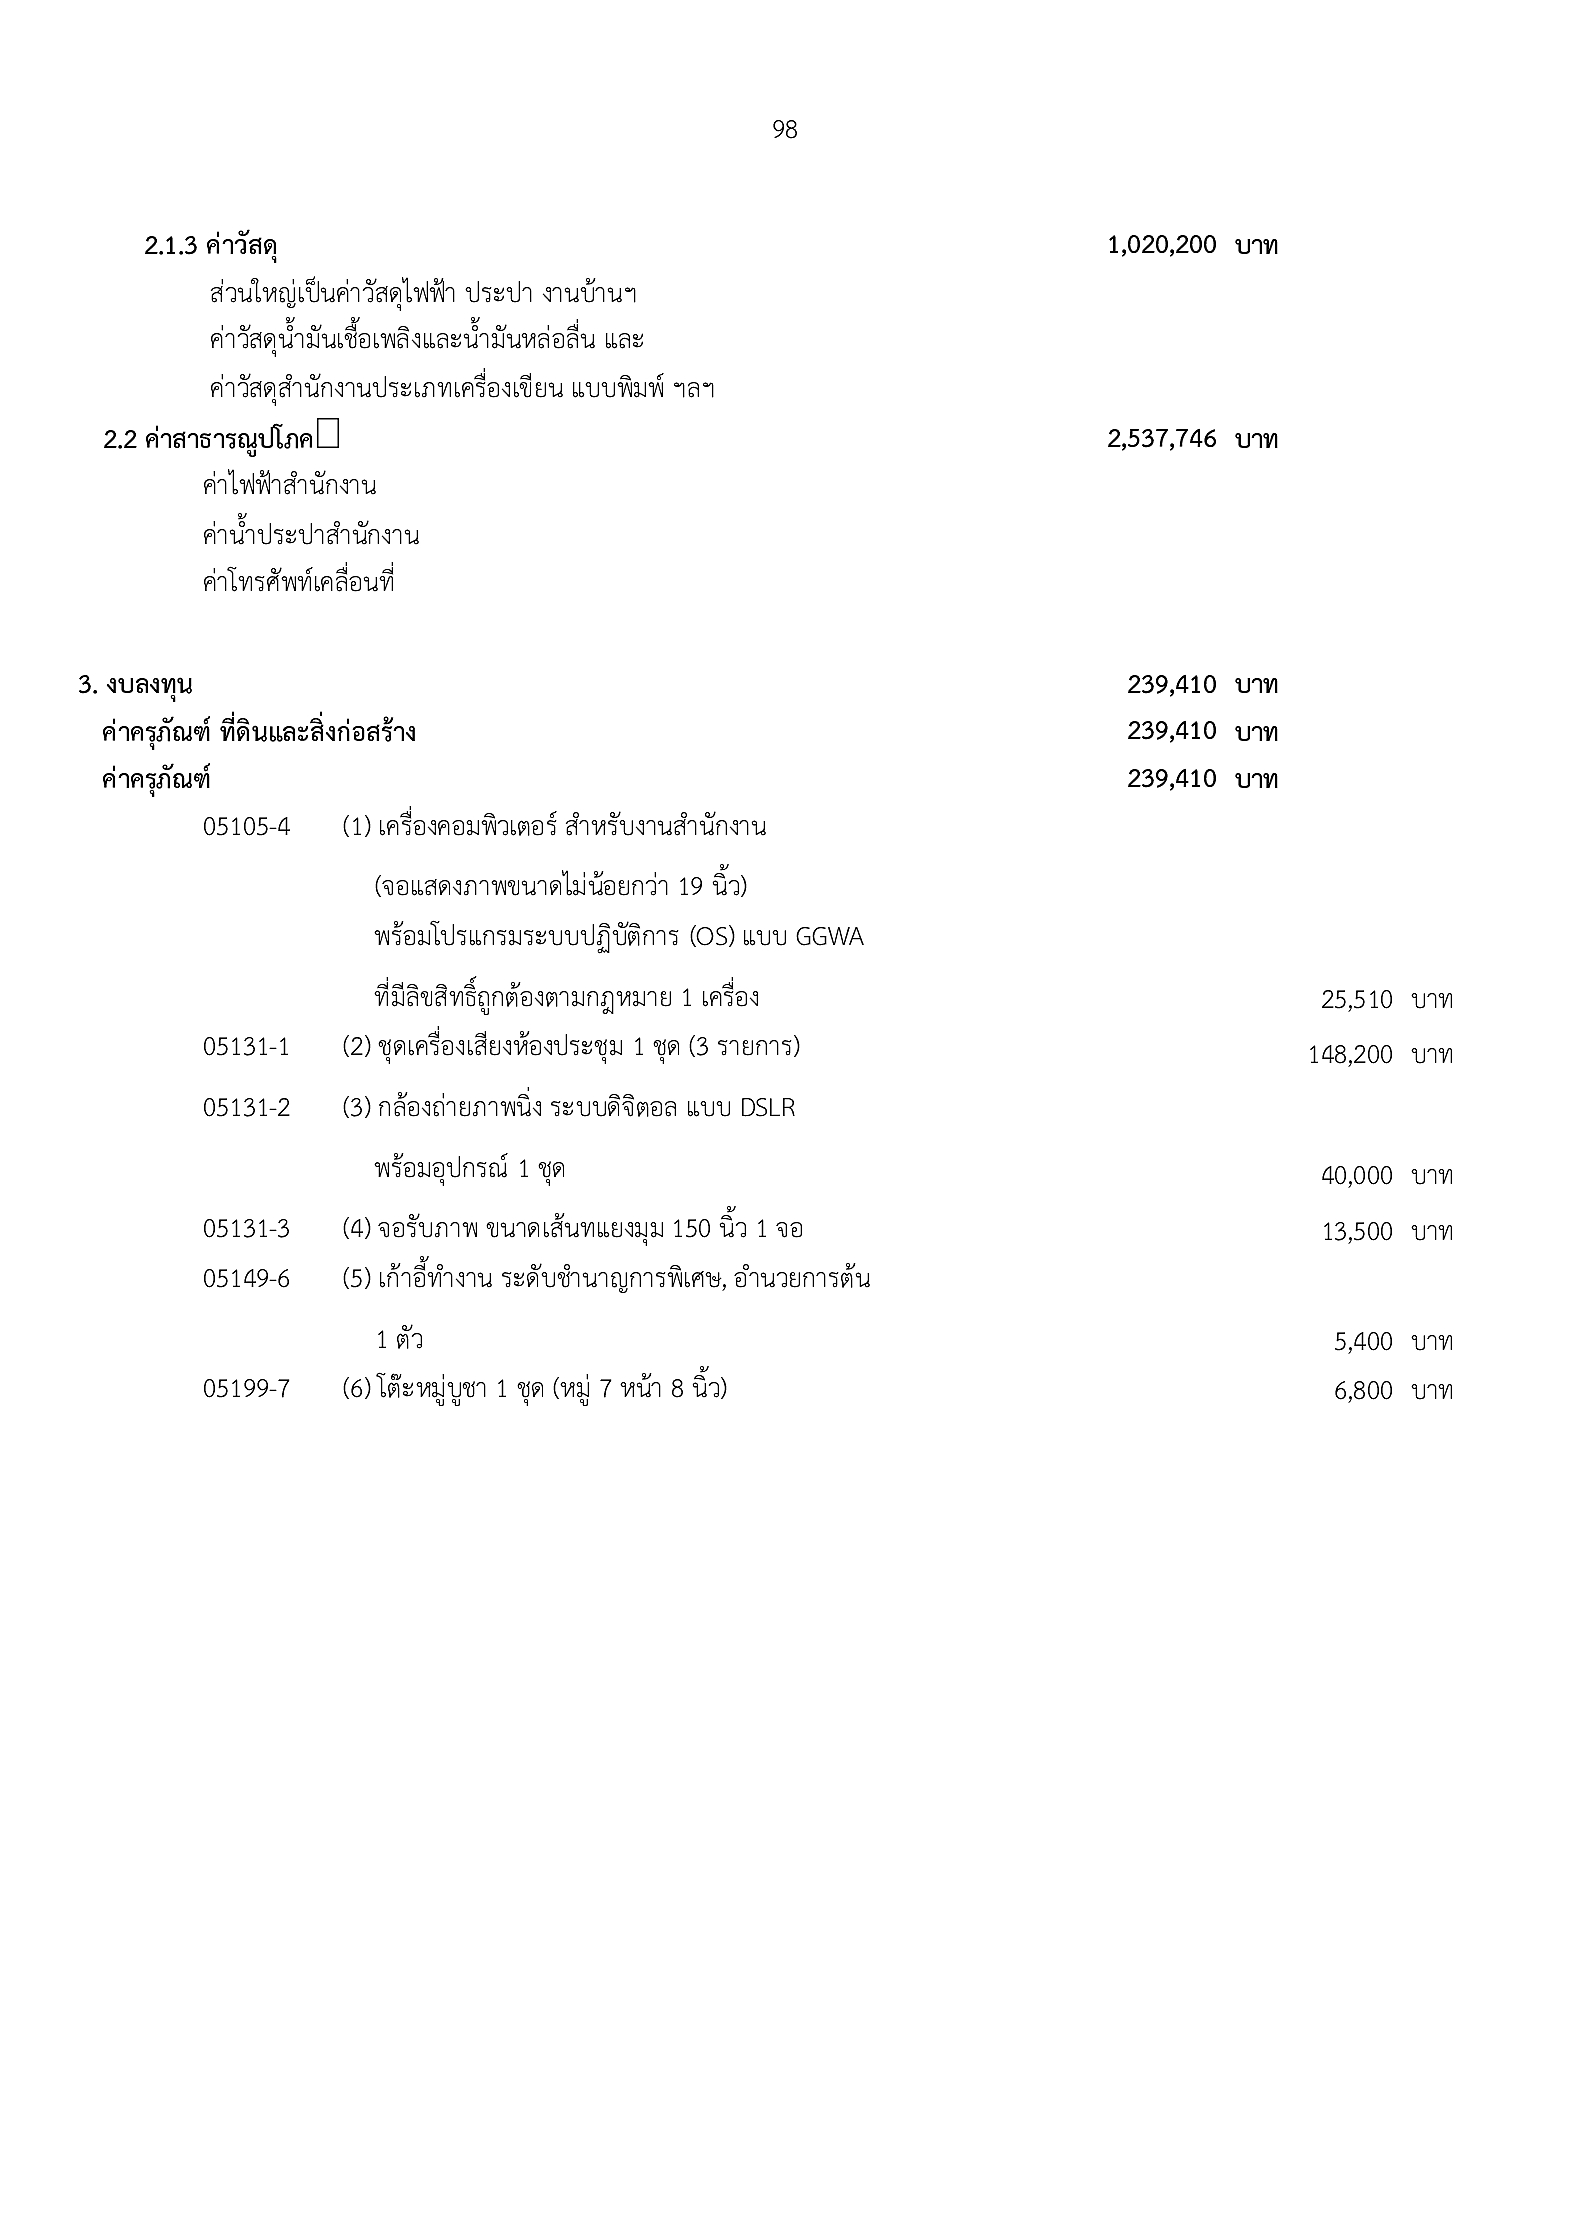 98
2.1.3 ค่าวัสดุ 1,020,200 บาท
ส่วนใหญ่เป็นค่าวัสดุไฟฟ้า ประปา งานบ้านฯ
ค่าวัสดุน้ำมันเชื้อเพลิงและน้ำมันหล่อลื่น และ
ค่าวัสดุสำนักงานประเภทเครื่องเขียน แบบพิมพ์ ฯลฯ
2.2 ค่าสาธารณูปโภค 2,537,746 บาท
ค่าไฟฟ้าสำนักงาน
ค่าน้ำประปาสำนักงาน
ค่าโทรศัพท์เคลื่อนที่
3. งบลงทุน 239,410 บาท
ค่าครุภัณฑ์ ที่ดินและสิ่งก่อสร้าง 239,410 บาท
ค่าครุภัณฑ์ 239,410 บาท
05105-4 (1) เครื่องคอมพิวเตอร์ สำหรับงานสำนักงาน
(จอแสดงภาพขนาดไม่น้อยกว่า 19 นิ้ว)
พร้อมโปรแกรมระบบปฏิบัติการ (OS) แบบ GGWA
ที่มีลิขสิทธิ์ถูกต้องตามกฎหมาย 1 เครื่อง 25,510 บาท
05131-1 (2) ชุดเครื่องเสียงห้องประชุม 1 ชุด (3 รายการ) 148,200 บาท
05131-2 (3) กล้องถ่ายภาพนิ่ง ระบบดิจิตอล แบบ DSLR
พร้อมอุปกรณ์ 1 ชุด 40,000 บาท
05131-3 (4) จอรับภาพ ขนาดเส้นทแยงมุม 150 นิ้ว 1 จอ 13,500 บาท
05149-6 (5) เก้าอี้ทำงาน ระดับชำนาญการพิเศษ, อำนวยการต้น
1 ตัว 5,400 บาท
05199-7 (6) โต๊ะหมู่บูชา 1 ชุด (หมู่ 7 หน้า 8 นิ้ว) 6,800 บาท